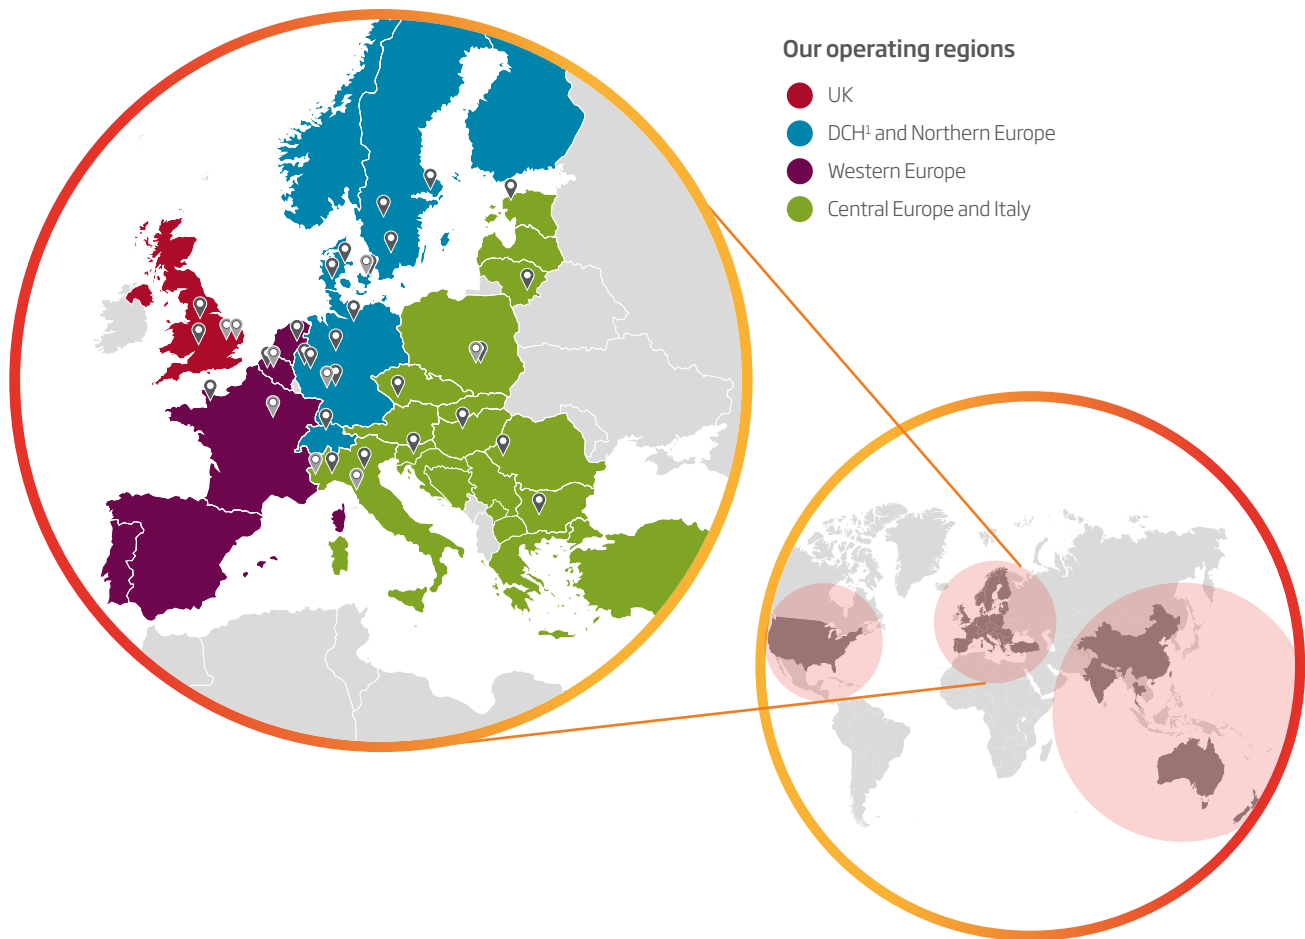 Our operating regions
UK
DCH¹ and Northern Europe
Western Europe
Central Europe and Italy